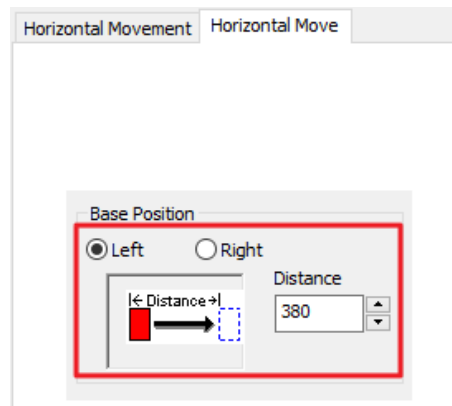 Horizontal Movement Horizontal Move
Base Position
Left Right
Distance
Distance
380